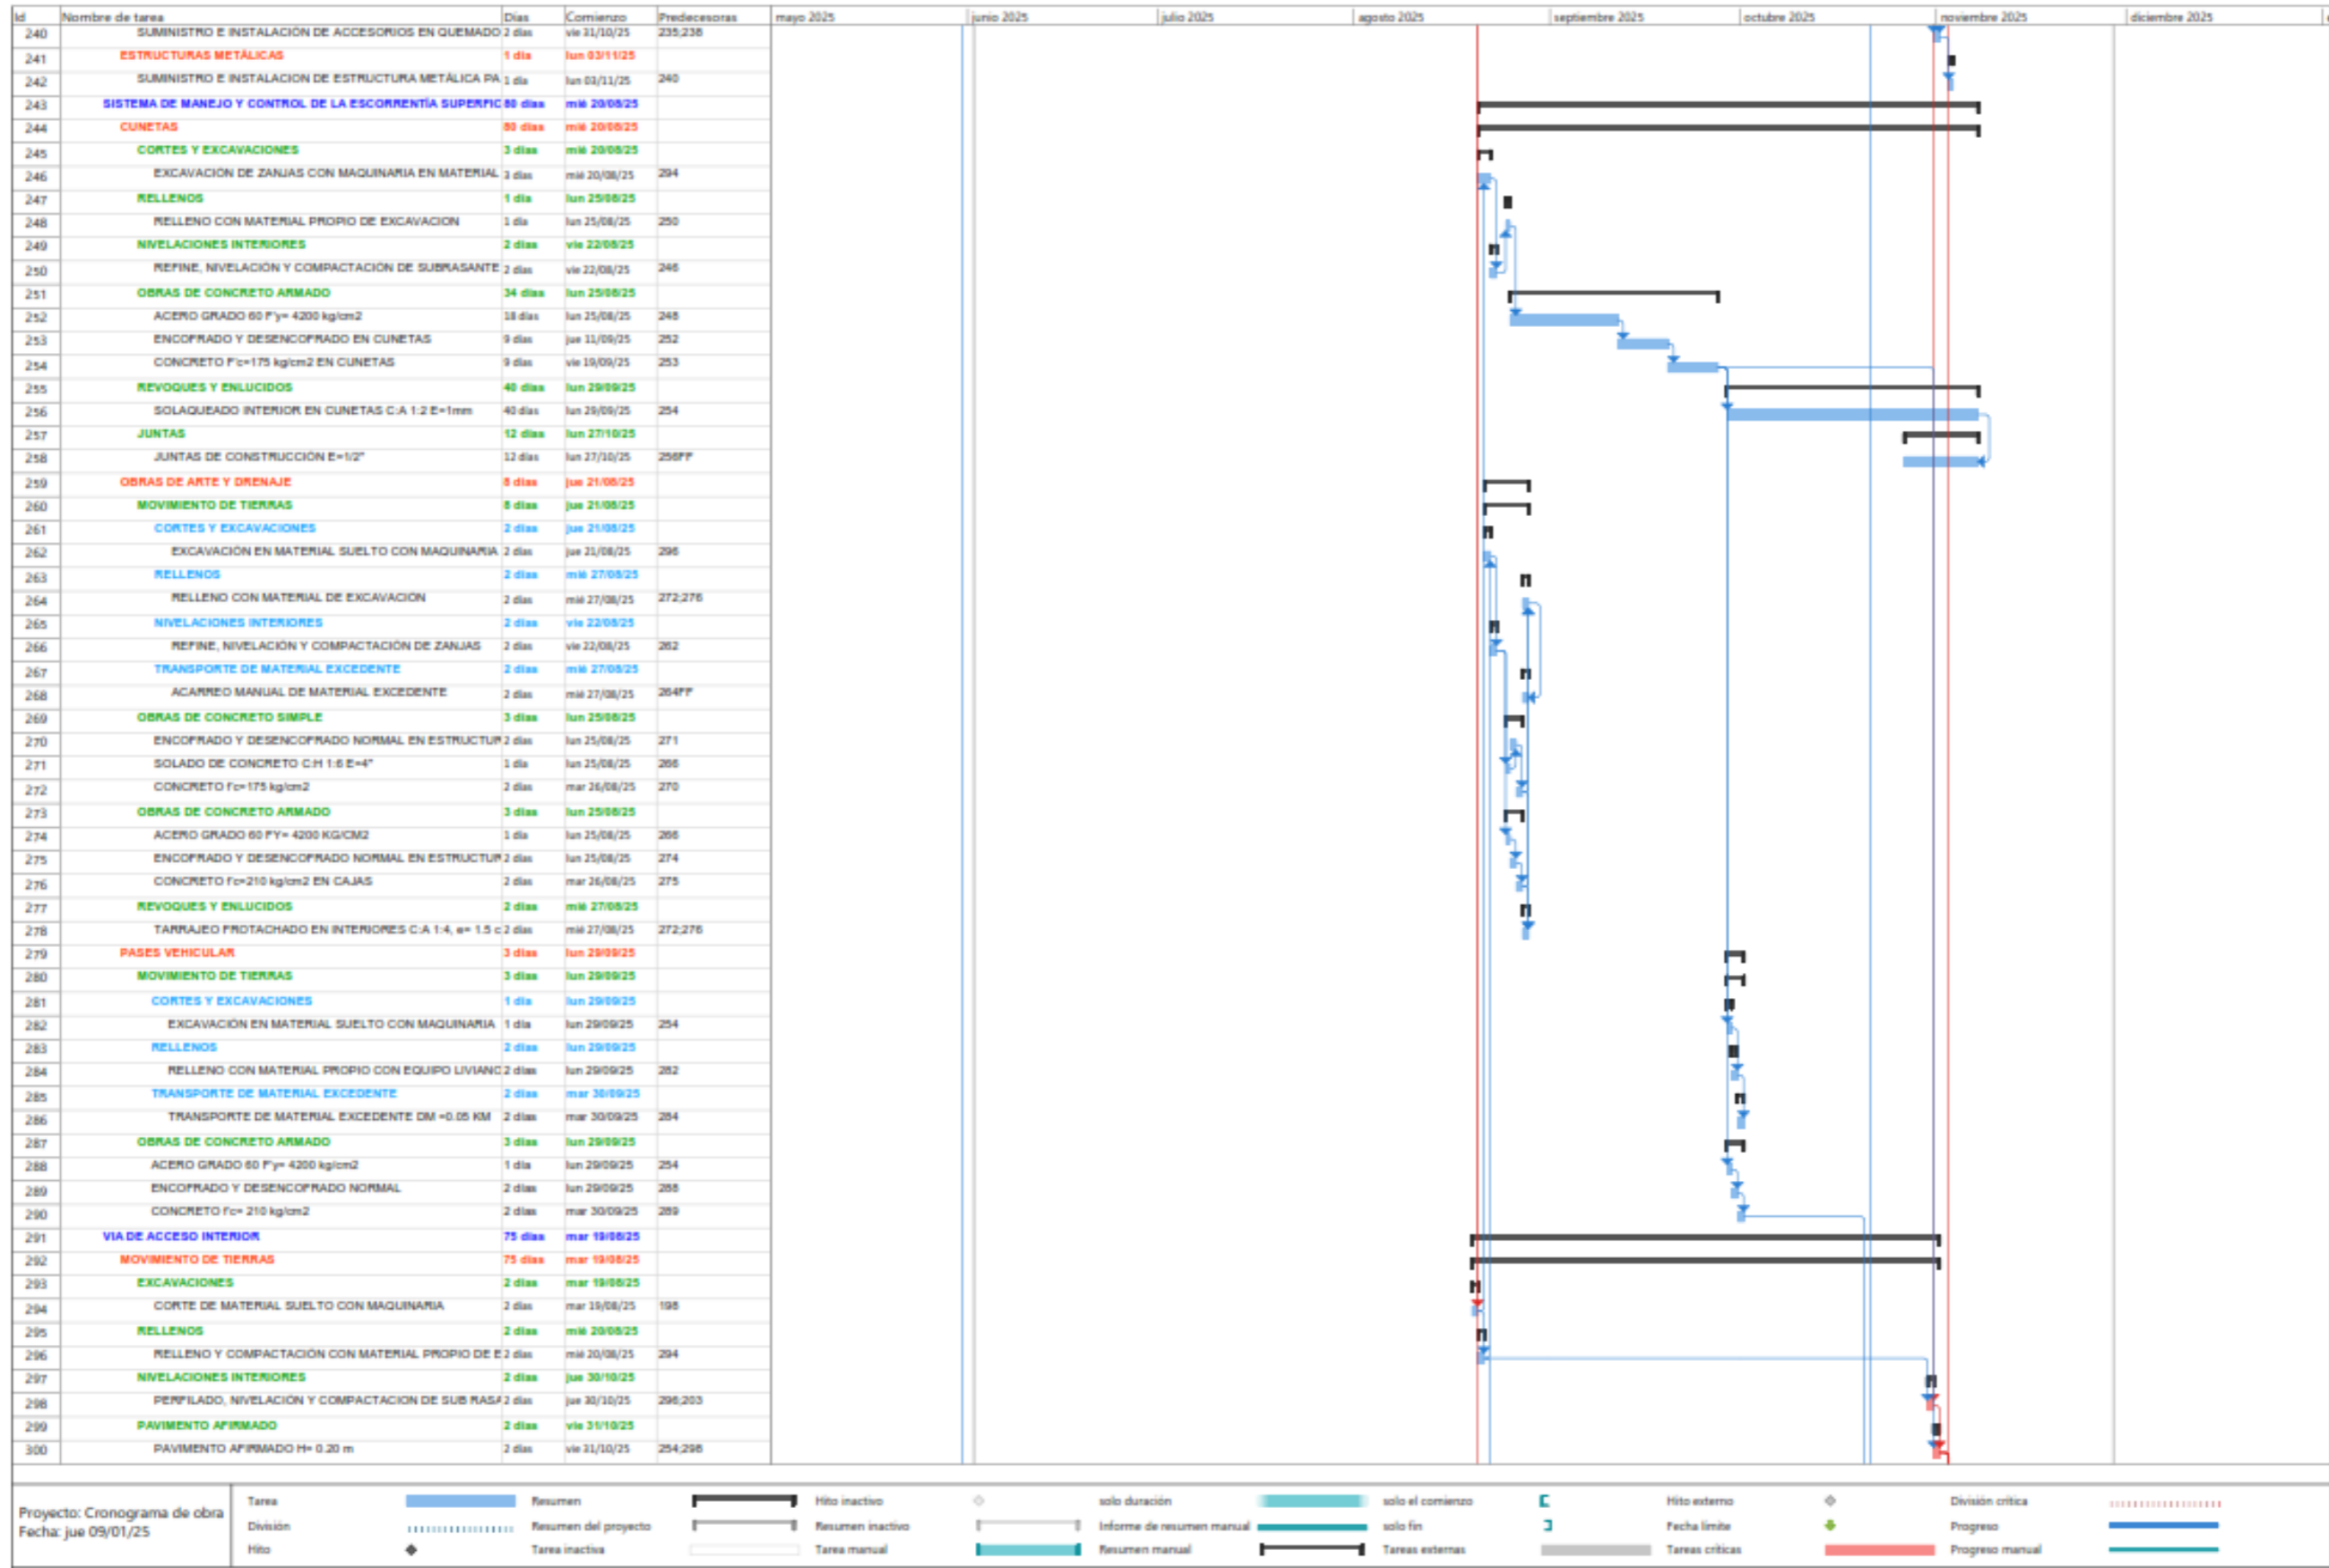 Id Nombre de tarea Días Comienzo Predecesoras mayo 2025 junio 2025 julio 2025 agosto 2025 septiembre 2025 octubre 2025 noviembre 2025 diciembre 2025
240 SUMINISTRO E INSTALACIÓN DE ACCESORIOS EN QUEMADO 2 días vie 31/10/25 235;238
241 ESTRUCTURAS METÁLICAS 1 día lun 03/11/25
242 SUMINISTRO E INSTALACION DE ESTRUCTURA METÁLICA PA 1 día lun 03/11/25 240
243 SISTEMA DE MANEJO Y CONTROL DE LA ESCORRENTÍA SUPERFIC 80 días mié 20/08/25
244 CUNETAS 80 días mié 20/08/25
245 CORTES Y EXCAVACIONES 3 días mié 20/08/25
246 EXCAVACIÓN DE ZANJAS CON MAQUINARIA EN MATERIAL 3 días mié 20/08/25 294
247 RELLENOS 1 día lun 25/08/25
248 RELLENO CON MATERIAL PROPIO DE EXCAVACION 1 día lun 25/08/25 250
249 NIVELACIONES INTERIORES 2 días vie 22/08/25
250 REFINE, NIVELACIÓN Y COMPACTACIÓN DE SUBRASANTE 2 días vie 22/08/25 246
251 OBRAS DE CONCRETO ARMADO 34 días lun 25/08/25
252 ACERO GRADO 60 F'y= 4200 kg/cm2 18 días lun 25/08/25 248
253 ENCOFRADO Y DESENCOFRADO EN CUNETAS 9 días jue 11/09/25 252
254 CONCRETO F'c=175 kg/cm2 EN CUNETAS 9 días vie 19/09/25 253
255 REVOQUES Y ENLUCIDOS 40 días lun 29/09/25
256 SOLAQUEADO INTERIOR EN CUNETAS C:A 1:2 E=1mm 40 días lun 29/09/25 254
257 JUNTAS 12 días lun 27/10/25
258 JUNTAS DE CONSTRUCCIÓN E=1/2" 12 días lun 27/10/25 256FF
259 OBRAS DE ARTE Y DRENAJE 8 días jue 21/08/25
260 MOVIMIENTO DE TIERRAS 8 días jue 21/08/25
261 CORTES Y EXCAVACIONES 2 días jue 21/08/25
262 EXCAVACIÓN EN MATERIAL SUELTO CON MAQUINARIA 2 días jue 21/08/25 296
263 RELLENOS 2 días mié 27/08/25
264 RELLENO CON MATERIAL DE EXCAVACIÓN 2 días mié 27/08/25 272;276
265 NIVELACIONES INTERIORES 2 días vie 22/08/25
266 REFINE, NIVELACIÓN Y COMPACTACIÓN DE ZANJAS 2 días vie 22/08/25 262
267 TRANSPORTE DE MATERIAL EXCEDENTE 2 días mié 27/08/25
268 ACARREO MANUAL DE MATERIAL EXCEDENTE 2 días mié 27/08/25 264FF
269 OBRAS DE CONCRETO SIMPLE 3 días lun 25/08/25
270 ENCOFRADO Y DESENCOFRADO NORMAL EN ESTRUCTUR 2 días lun 25/08/25 271
271 SOLADO DE CONCRETO C:H 1:6 E=4" 1 día lun 25/08/25 266
272 CONCRETO f'c=175 kg/cm2 2 días mar 26/08/25 270
273 OBRAS DE CONCRETO ARMADO 3 días lun 25/08/25
274 ACERO GRADO 60 FY= 4200 KG/CM2 1 día lun 25/08/25 266
275 ENCOFRADO Y DESENCOFRADO NORMAL EN ESTRUCTUR 2 días lun 25/08/25 274
276 CONCRETO f'c=210 kg/cm2 EN CAJAS 2 días mar 26/08/25 275
277 REVOQUES Y ENLUCIDOS 2 días mié 27/08/25
278 TARRAJEO FROTACHADO EN INTERIORES C:A 1:4, e= 1.5 c 2 días mié 27/08/25 272;276
279 PASES VEHICULAR 3 días lun 29/09/25
280 MOVIMIENTO DE TIERRAS 3 días lun 29/09/25
281 CORTES Y EXCAVACIONES 1 día lun 29/09/25
282 EXCAVACIÓN EN MATERIAL SUELTO CON MAQUINARIA 1 día lun 29/09/25 254
283 RELLENOS 2 días lun 29/09/25
284 RELLENO CON MATERIAL PROPIO CON EQUIPO LIVIANO 2 días lun 29/09/25 282
285 TRANSPORTE DE MATERIAL EXCEDENTE 2 días mar 30/09/25
286 TRANSPORTE DE MATERIAL EXCEDENTE DM =0.05 KM 2 días mar 30/09/25 284
287 OBRAS DE CONCRETO ARMADO 3 días lun 29/09/25
288 ACERO GRADO 60 F'y= 4200 kg/cm2 1 día lun 29/09/25 254
289 ENCOFRADO Y DESENCOFRADO NORMAL 2 días lun 29/09/25 288
290 CONCRETO f'c= 210 kg/cm2 2 días mar 30/09/25 289
291 VIA DE ACCESO INTERIOR 75 días mar 19/08/25
292 MOVIMIENTO DE TIERRAS 75 días mar 19/08/25
293 EXCAVACIONES 2 días mar 19/08/25
294 CORTE DE MATERIAL SUELTO CON MAQUINARIA 2 días mar 19/08/25 198
295 RELLENOS 2 días mié 20/08/25
296 RELLENO Y COMPACTACIÓN CON MATERIAL PROPIO DE E 2 días mié 20/08/25 294
297 NIVELACIONES INTERIORES 2 días jue 30/10/25
298 PERFILADO, NIVELACIÓN Y COMPACTACION DE SUB RASA 2 días jue 30/10/25 296;203
299 PAVIMENTO AFIRMADO 2 días vie 31/10/25
300 PAVIMENTO AFIRMADO H= 0.20 m 2 días vie 31/10/25 254;298
Proyecto: Cronograma de obra
Fecha: jue 09/01/25
Tarea Resumen Hito inactivo solo duración solo el comienzo Hito externo División crítica
División Resumen del proyecto Resumen inactivo Informe de resumen manual solo fin Fecha límite Progreso
Hito Tarea inactiva Tarea manual Resumen manual Tareas externas Tareas críticas Progreso manual